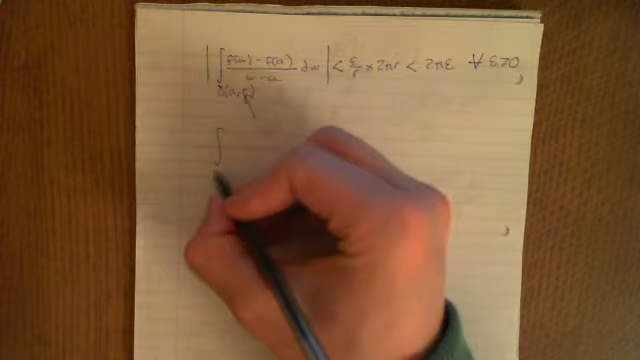 | ∫ f(w) - f(a) / w - a dw | < ε/r × 2πr < 2πε ∀ ε>0,
δ(a,r)
∫